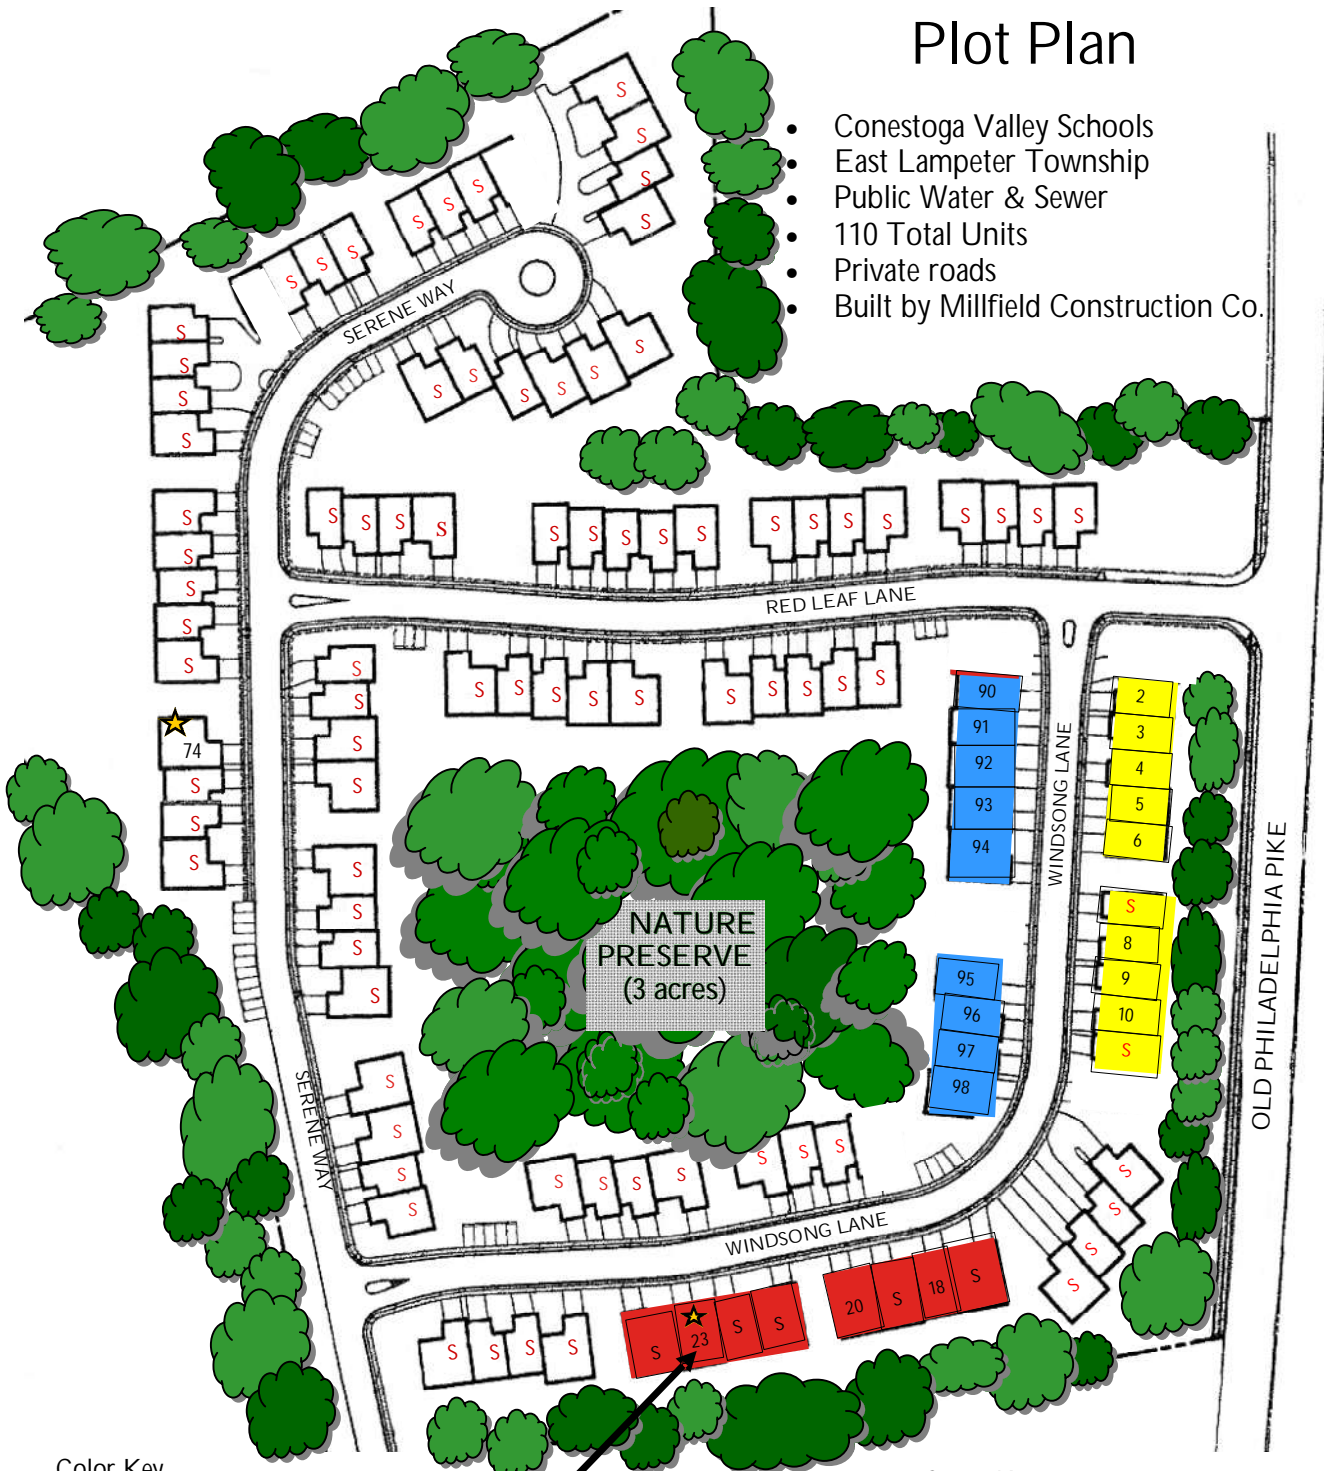 Plot Plan
• Conestoga Valley Schools
• East Lampeter Township
• Public Water & Sewer
• 110 Total Units
• Private roads
• Built by Millfield Construction Co.
S
S
S
S
S S S
S S S
SERENE WAY
S S S S S S
S
S
S
S
S
S
S
S
S
S S S S
S S S S S
S S S S
S S S S
RED LEAF LANE
S S S S S
S S S S S
74
S
S
S
S
S
S
S
S
S
S
S
90
91
92
93
94
WINDSONG LANE
2
3
4
5
6
S
8
9
10
S
OLD PHILADELPHIA PIKE
NATURE
PRESERVE
(3 acres)
95
96
97
98
SERENE WAY
S
S
S
S
S S S S
S S S
WINDSONG LANE
S
S
S
S
20 S 18 S
S 23 S S
S S S S
Color Key